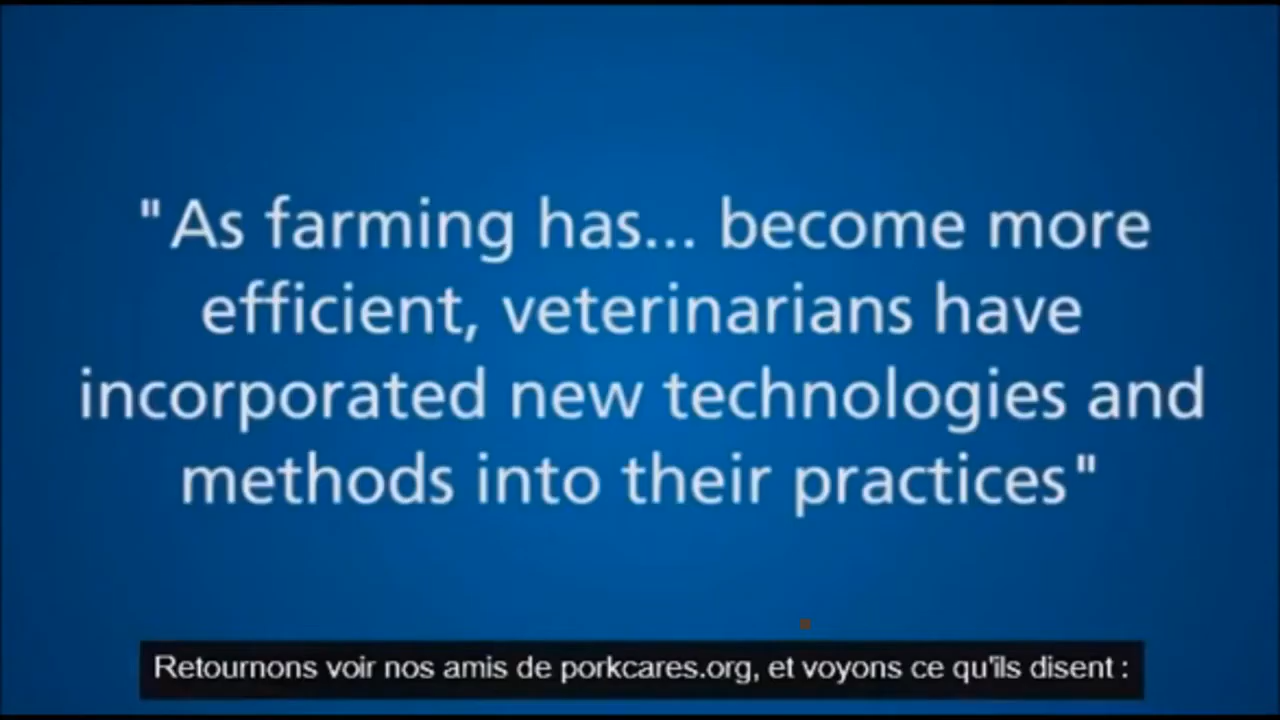 "As farming has... become more
efficient, veterinarians have
incorporated new technologies and
methods into their practices"
Retournons voir nos amis de porkcares.org, et voyons ce qu'ils disent :